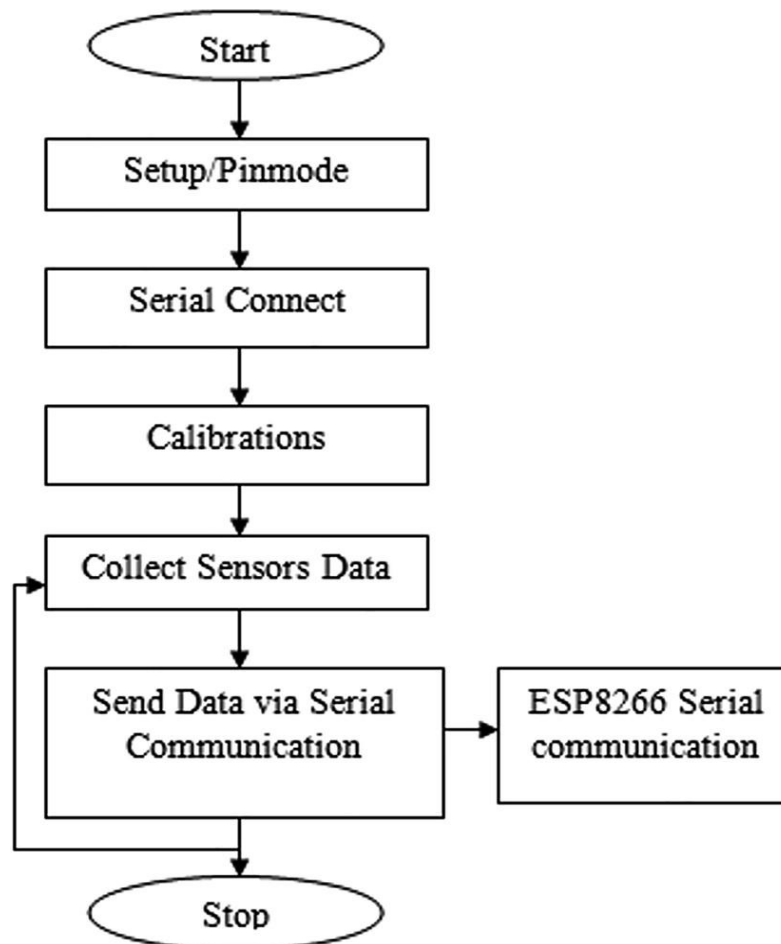 Start
Setup/Pinmode
Serial Connect
Calibrations
Collect Sensors Data
Send Data via Serial
Communication
ESP8266 Serial
communication
Stop